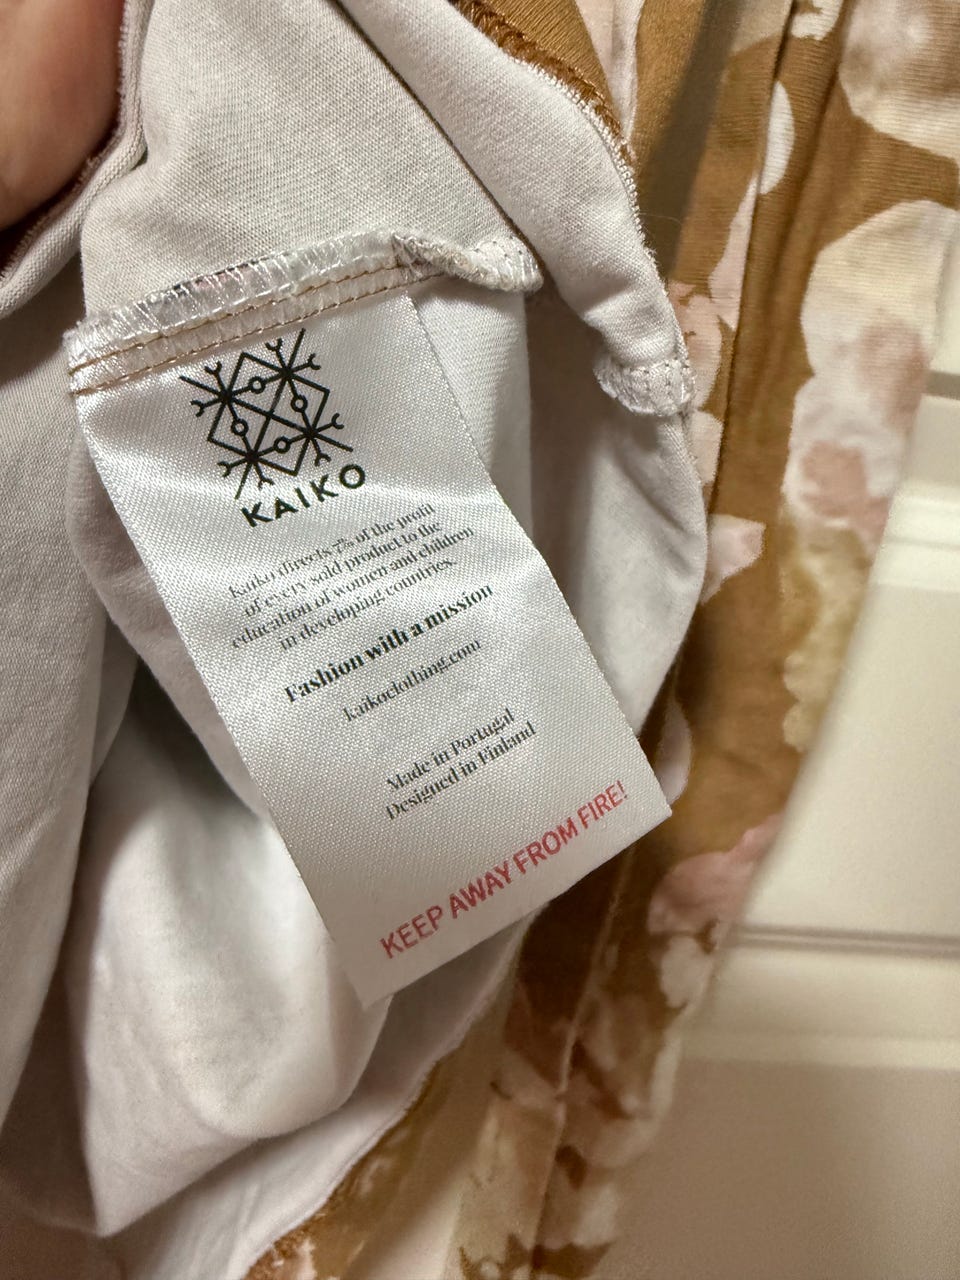 KAIKO
Kaiko directs 7% of the profit
of every sold product to the
education of women and children
in developing countries.
Fashion with a mission
kaikoclothing.com
Made in Portugal
Designed in Finland
KEEP AWAY FROM FIRE!